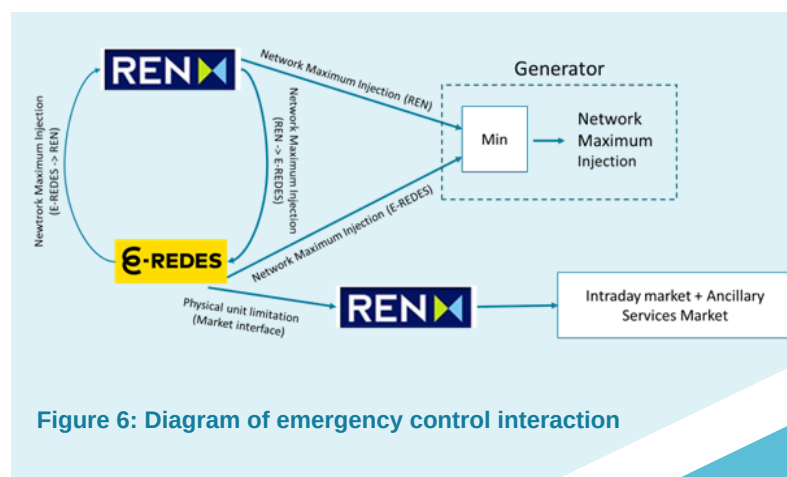 REN
Network Maximum Injection (REN)
Generator
Newtrork Maximum Injection
(E-REDES -> REN)
Network Maximum Injection
(REN -> E-REDES)
Min
Network
Maximum
Injection
E-REDES
Network Maximum Injection (E-REDES)
Physical unit limitation
(Market interface)
REN
Intraday market + Ancillary
Services Market
Figure 6: Diagram of emergency control interaction